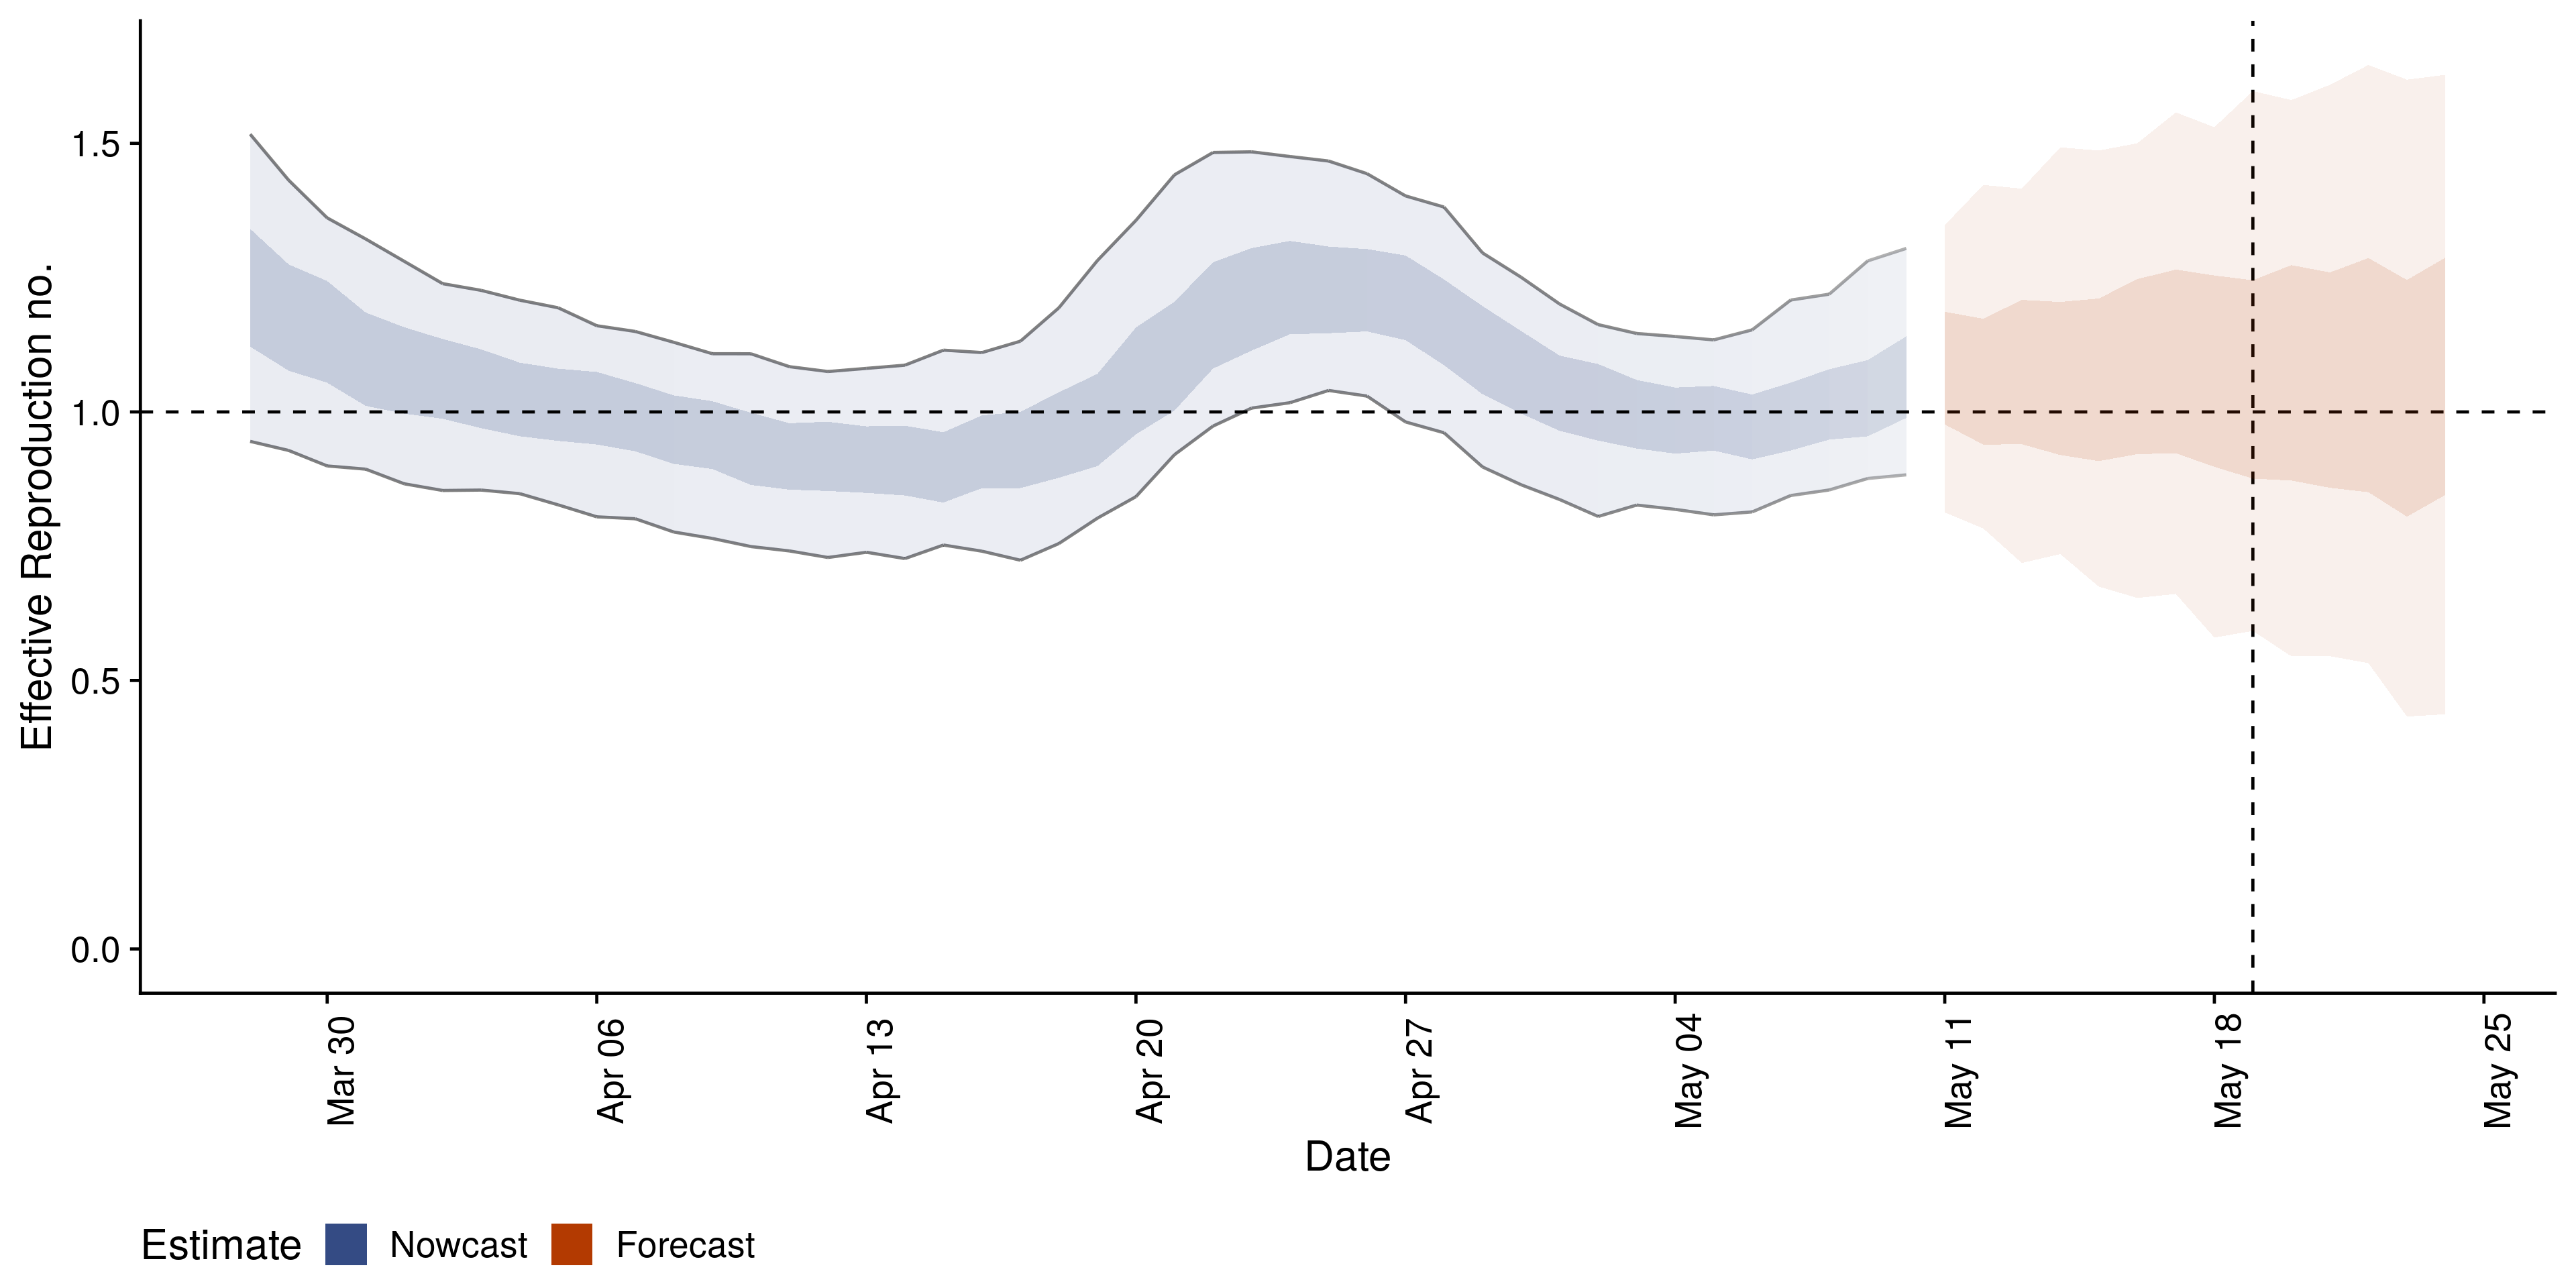 Effective Reproduction no.
1.5
1.0
0.5
0.0
Mar 30
Apr 06
Apr 13
Apr 20
Apr 27
May 04
May 11
May 18
May 25
Date
Estimate Nowcast Forecast